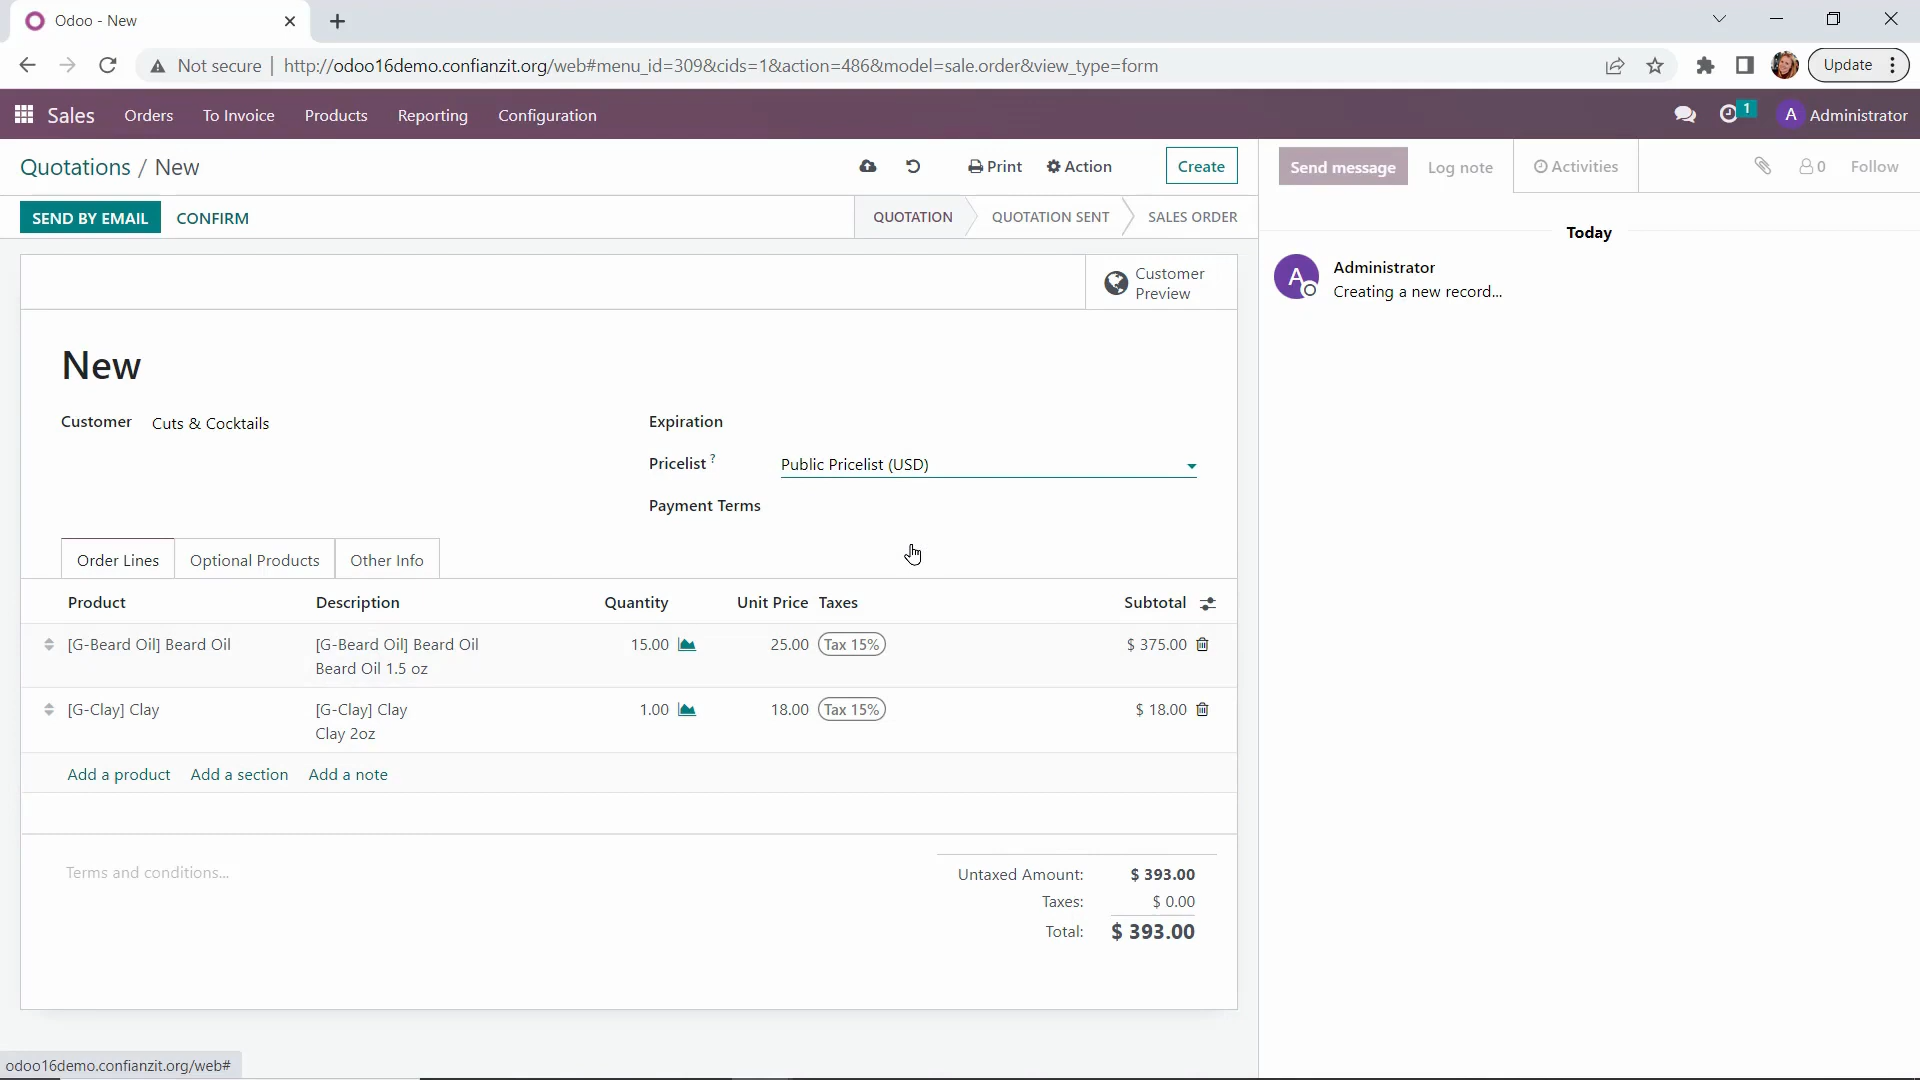 Odoo - New
Not secure | http://odoo16demo.confianzit.org/web#menu_id=309&cids=1&action=486&model=sale.order&view_type=form
Update
Sales Orders To Invoice Products Reporting Configuration
1
A Administrator
Quotations / New
Print Action Create
Send message Log note Activities 0 Follow
SEND BY EMAIL CONFIRM
QUOTATION QUOTATION SENT SALES ORDER
Today
Customer
Preview
A Administrator
Creating a new record...
New
Customer Cuts & Cocktails
Expiration
Pricelist ? Public Pricelist (USD)
Payment Terms
Order Lines Optional Products Other Info
Product Description Quantity Unit Price Taxes Subtotal
[G-Beard Oil] Beard Oil [G-Beard Oil] Beard Oil 15.00 25.00 Tax 15% $ 375.00
Beard Oil 1.5 oz
[G-Clay] Clay [G-Clay] Clay 1.00 18.00 Tax 15% $ 18.00
Clay 2oz
Add a product Add a section Add a note
Terms and conditions...
Untaxed Amount: $ 393.00
Taxes: $ 0.00
Total: $ 393.00
odoo16demo.confianzit.org/web#